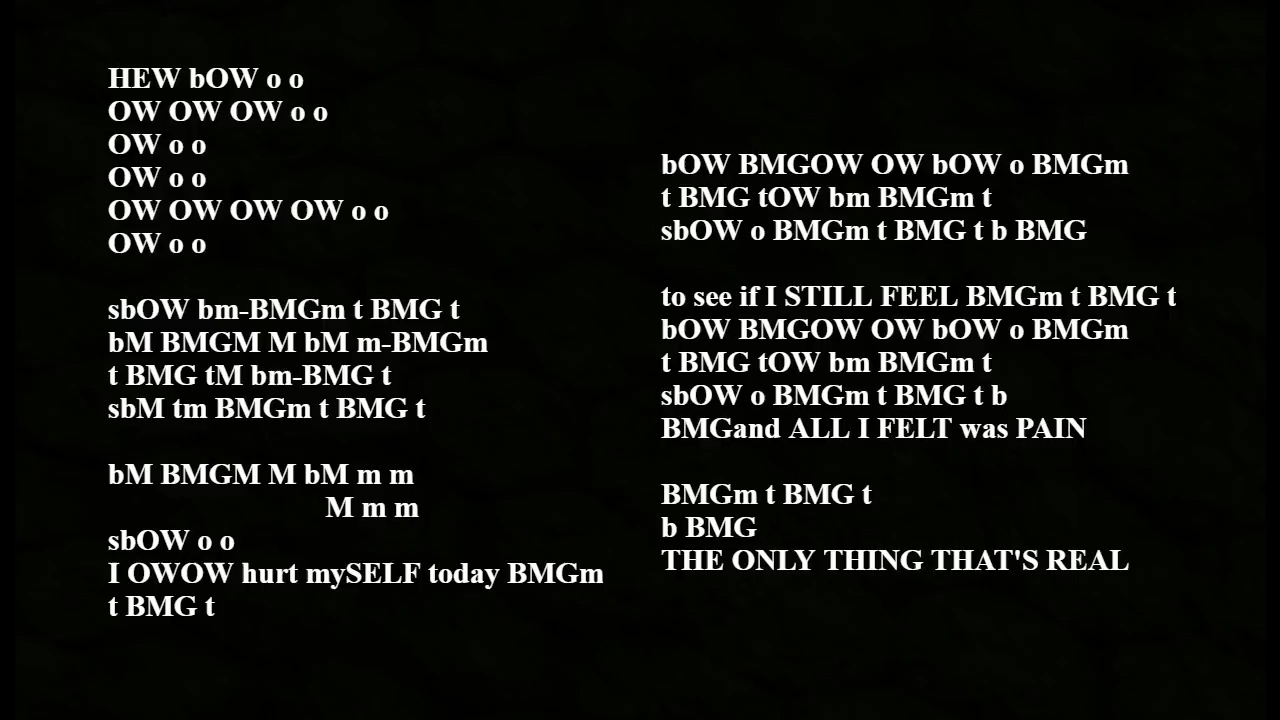 HEW bOW o o
OW OW OW o o
OW o o
OW o o
OW OW OW OW o o
OW o o
sbOW bm-BMGm t BMG t
bM BMGM M bM m-BMGm
t BMG tM bm-BMG t
sbM tm BMGm t BMG t
bM BMGM M bM m m
M m m
sbOW o o
I OWOW hurt mySELF today BMGm
t BMG t
bOW BMGOW OW bOW o BMGm
t BMG tOW bm BMGm t
sbOW o BMGm t BMG t b BMG
to see if I STILL FEEL BMGm t BMG t
bOW BMGOW OW bOW o BMGm
t BMG tOW bm BMGm t
sbOW o BMGm t BMG t b
BMGand ALL I FELT was PAIN
BMGm t BMG t
b BMG
THE ONLY THING THAT'S REAL